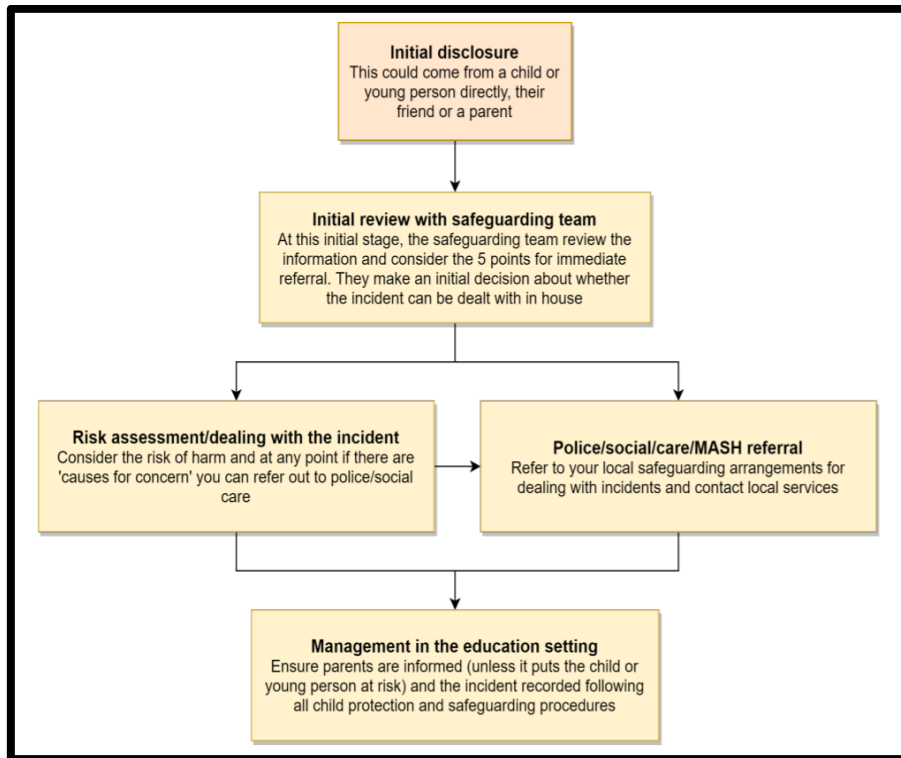 Initial disclosure
This could come from a child or
young person directly, their
friend or a parent
Initial review with safeguarding team
At this initial stage, the safeguarding team review the
information and consider the 5 points for immediate
referral. They make an initial decision about whether
the incident can be dealt with in house
Risk assessment/dealing with the incident
Consider the risk of harm and at any point if there are
'causes for concern' you can refer out to police/social
care
Police/social/care/MASH referral
Refer to your local safeguarding arrangements for
dealing with incidents and contact local services
Management in the education setting
Ensure parents are informed (unless it puts the child or
young person at risk) and the incident recorded following
all child protection and safeguarding procedures